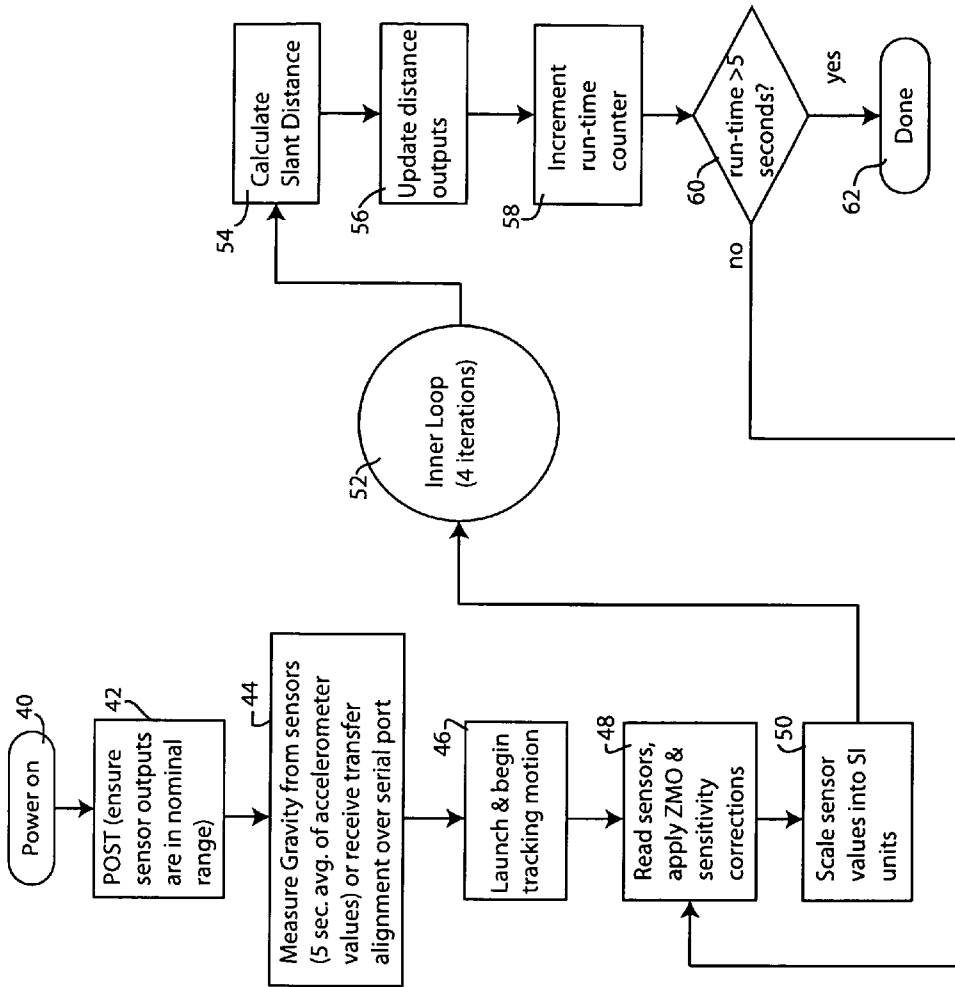 Power on
40
POST (ensure
sensor outputs
are in nominal
range)
42
Measure Gravity from sensors
(5 sec. avg. of accelerometer
values) or receive transfer
alignment over serial port
44
Launch & begin
tracking motion
46
Read sensors,
apply ZMO &
sensitivity
corrections
48
Scale sensor
values into SI
units
50
Inner Loop
(4 iterations)
52
Calculate
Slant Distance
54
Update distance
outputs
56
Increment
run-time
counter
58
run-time >5
seconds?
60
no
yes
Done
62